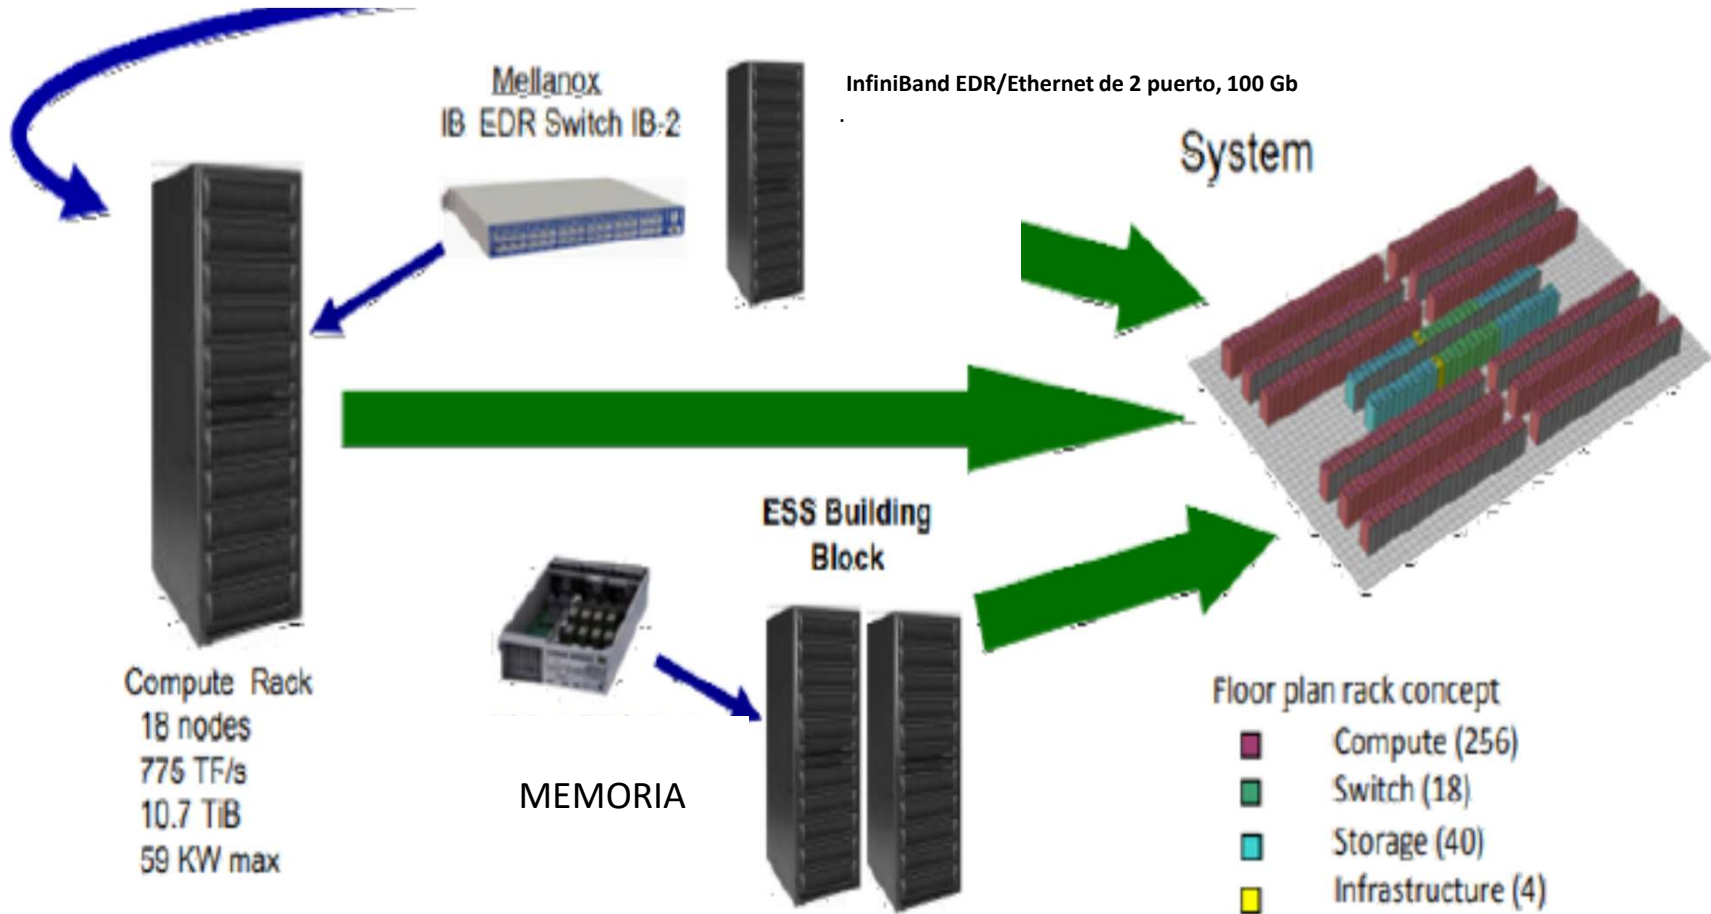 Mellanox
IB EDR Switch IB-2
InfiniBand EDR/Ethernet de 2 puerto, 100 Gb
.
System
ESS Building
Block
Compute Rack
18 nodes
775 TF/s
10.7 TiB
59 KW max
MEMORIA
Floor plan rack concept
Compute (256)
Switch (18)
Storage (40)
Infrastructure (4)